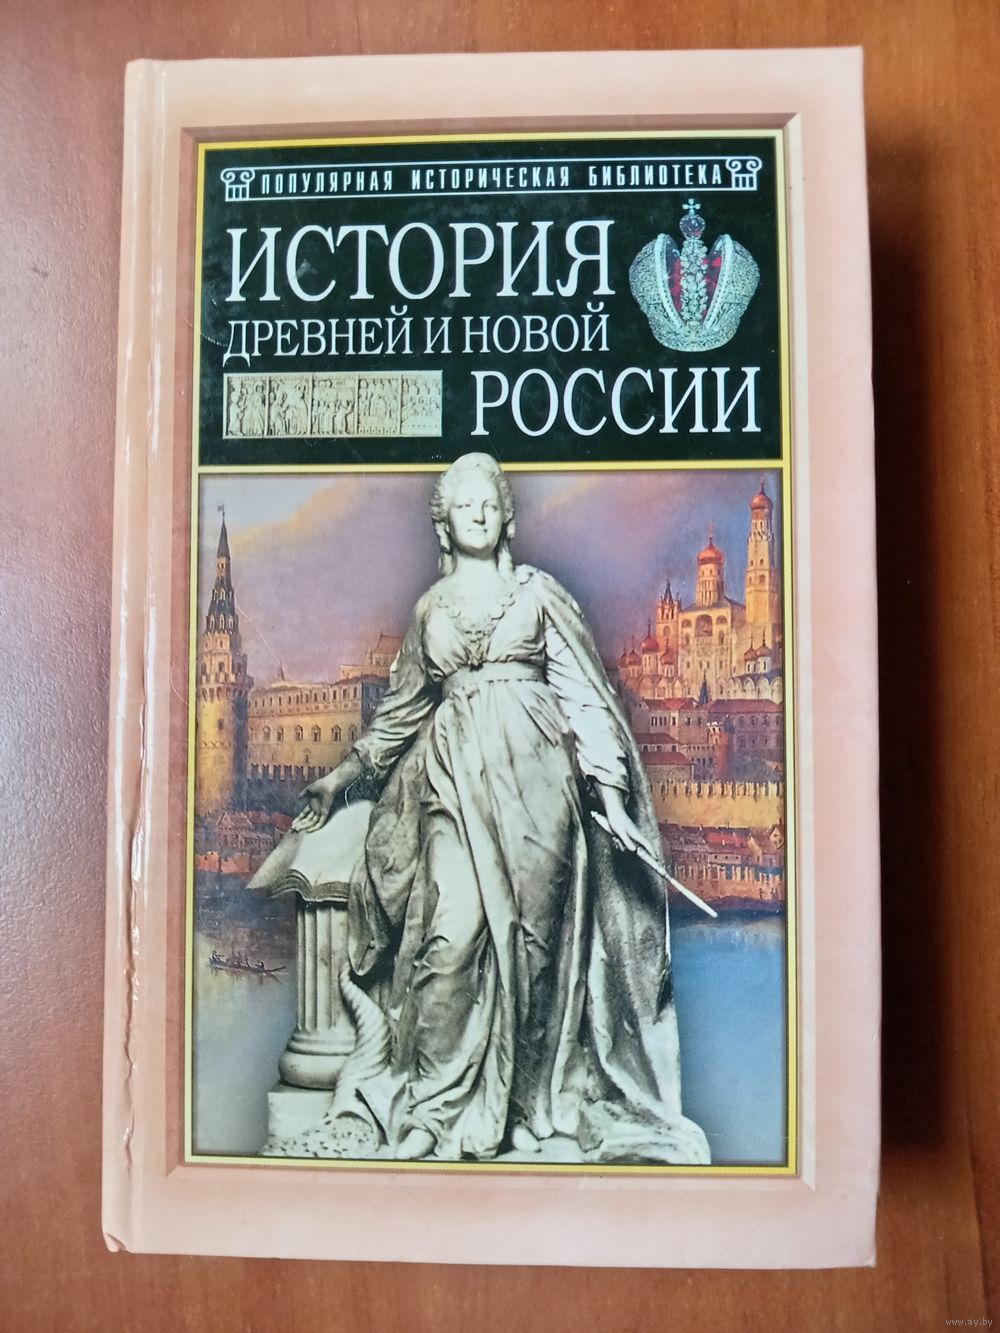 ПОПУЛЯРНАЯ ИСТОРИЧЕСКАЯ БИБЛИОТЕКА
ИСТОРИЯ
ДРЕВНЕЙ И НОВОЙ
РОССИИ
www.ay.by